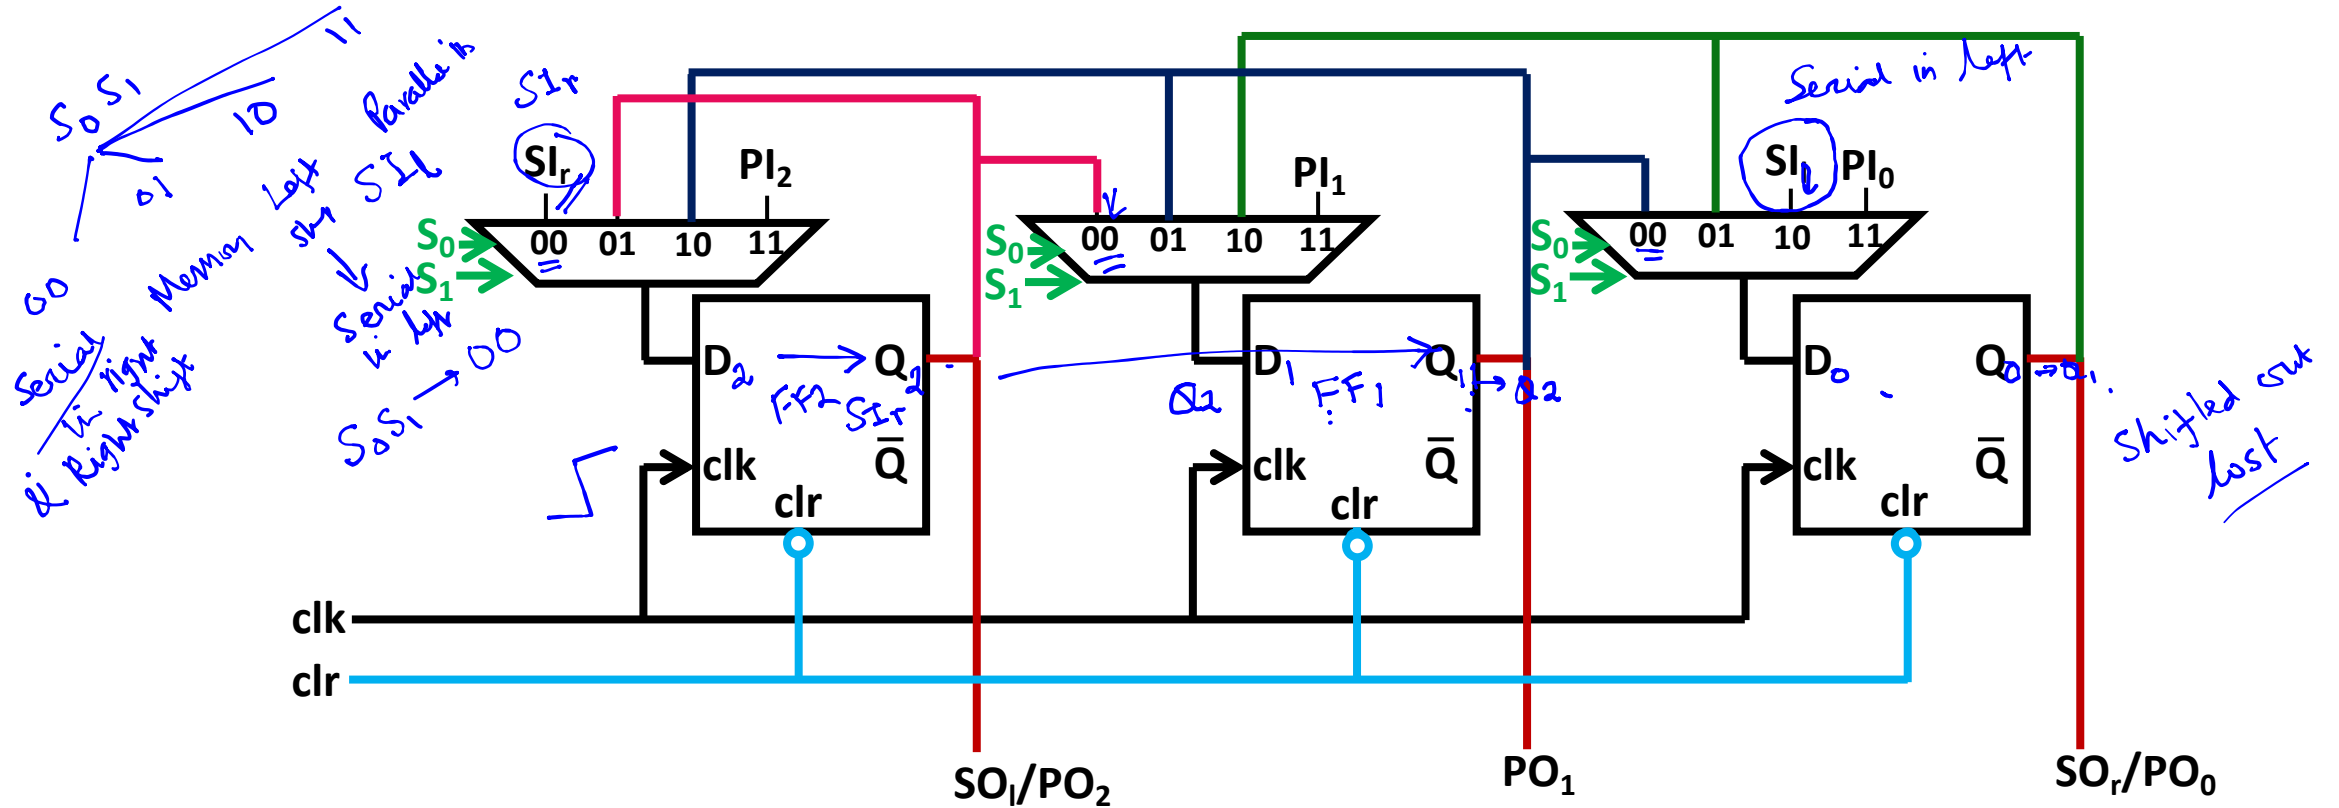 S0 S1
11
10
01
00
Serial
in right
& Right shift
Memory
Left
shift
SIl
Parallel in
Serial
in left
S0S1 → 00
SIr
SIr
PI2
S0
S1
00 01 10 11
PI1
S0
S1
00 01 10 11
Serial in left
SIl
PI0
S0
S1
00 01 10 11
D2
Q2
FF2
SIr
clk
Q̅
clr
Q2
D1
Q1 → Q2
FF1
clk
Q̅
clr
D0
Q0 → Q1
clk
Q̅
clr
Shifted out
lost
clk
clr
SOl/PO2
PO1
SOr/PO0